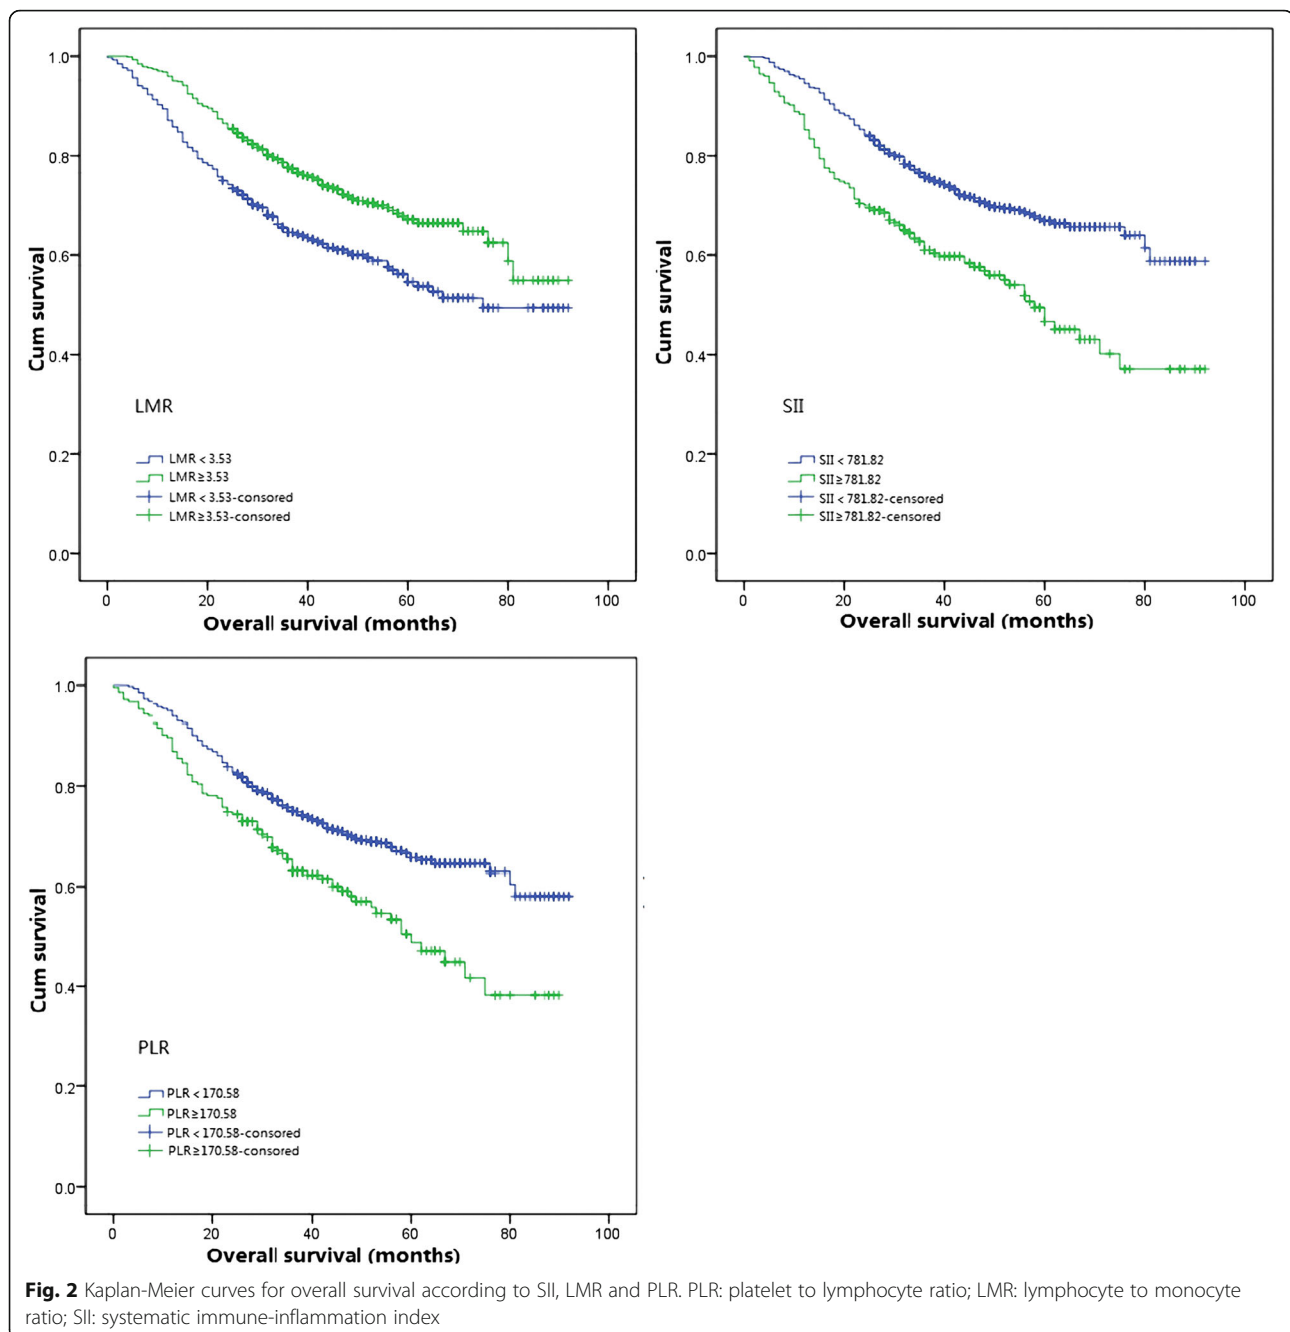 1.0
0.8
0.6
0.4
0.2
0.0
Cum survival
LMR
LMR < 3.53
LMR≥3.53
LMR < 3.53-consored
LMR≥3.53-consored
0 20 40 60 80 100
Overall survival (months)
1.0
0.8
0.6
0.4
0.2
0.0
Cum survival
SII
SII < 781.82
SII≥781.82
SII < 781.82-censored
SII≥781.82-censored
0 20 40 60 80 100
Overall survival (months)
1.0
0.8
0.6
0.4
0.2
0.0
Cum survival
PLR
PLR < 170.58
PLR≥170.58
PLR < 170.58-consored
PLR≥170.58-consored
0 20 40 60 80 100
Overall survival (months)
Fig. 2 Kaplan-Meier curves for overall survival according to SII, LMR and PLR. PLR: platelet to lymphocyte ratio; LMR: lymphocyte to monocyte
ratio; SII: systematic immune-inflammation index